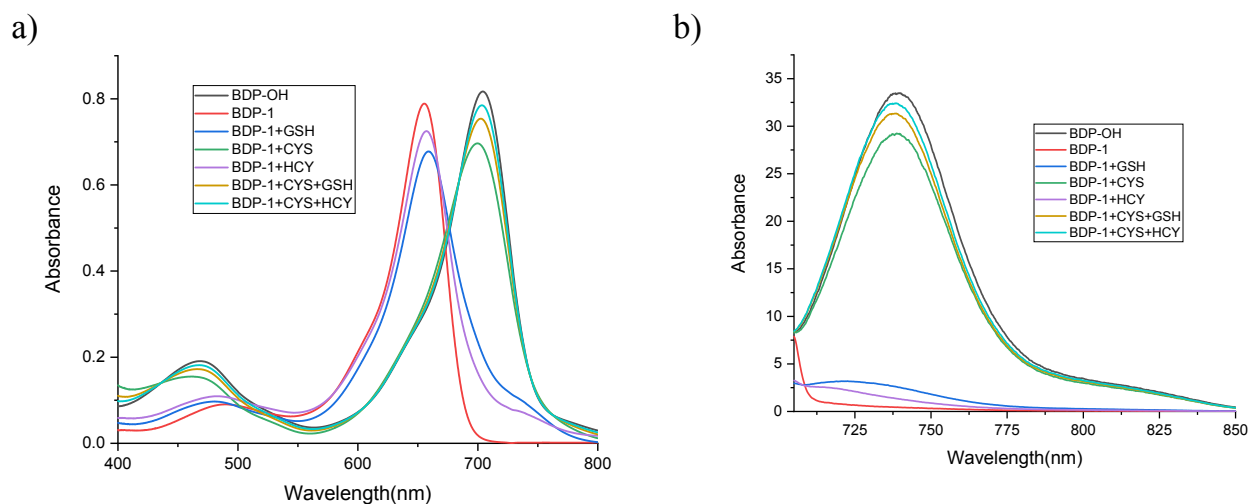 a)
Absorbance
0.8
0.6
0.4
0.2
0.0
400
500
600
700
800
Wavelength(nm)
BDP-OH
BDP-1
BDP-1+GSH
BDP-1+CYS
BDP-1+HCY
BDP-1+CYS+GSH
BDP-1+CYS+HCY
b)
Absorbance
35
30
25
20
15
10
5
0
725
750
775
800
825
850
Wavelength(nm)
BDP-OH
BDP-1
BDP-1+GSH
BDP-1+CYS
BDP-1+HCY
BDP-1+CYS+GSH
BDP-1+CYS+HCY